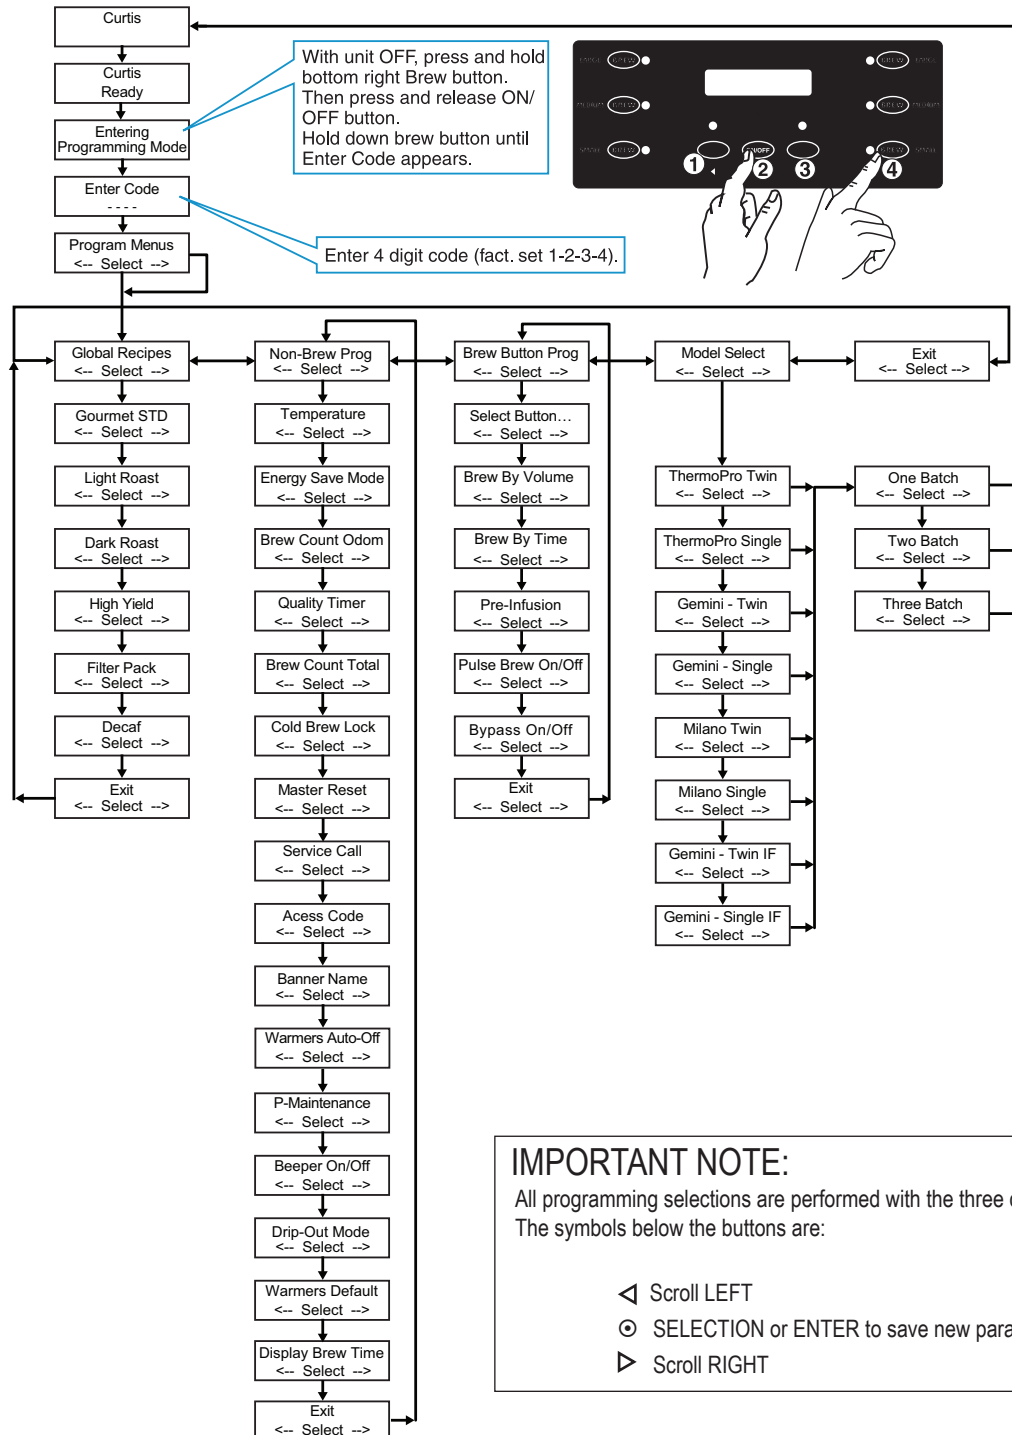 Curtis
Curtis
Ready
Entering
Programming Mode
Enter Code
- - - -
Program Menus
<-- Select -->
With unit OFF, press and hold
bottom right Brew button.
Then press and release ON/
OFF button.
Hold down brew button until
Enter Code appears.
Enter 4 digit code (fact. set 1-2-3-4).
LARGE BREW
BREW LARGE
MEDIUM BREW
BREW MEDIUM
SMALL BREW
ON/OFF
BREW SMALL
1
2
3
4
Global Recipes
<-- Select -->
Gourmet STD
<-- Select -->
Light Roast
<-- Select -->
Dark Roast
<-- Select -->
High Yield
<-- Select -->
Filter Pack
<-- Select -->
Decaf
<-- Select -->
Exit
<-- Select -->
Non-Brew Prog
<-- Select -->
Temperature
<-- Select -->
Energy Save Mode
<-- Select -->
Brew Count Odom
<-- Select -->
Quality Timer
<-- Select -->
Brew Count Total
<-- Select -->
Cold Brew Lock
<-- Select -->
Master Reset
<-- Select -->
Service Call
<-- Select -->
Acess Code
<-- Select -->
Banner Name
<-- Select -->
Warmers Auto-Off
<-- Select -->
P-Maintenance
<-- Select -->
Beeper On/Off
<-- Select -->
Drip-Out Mode
<-- Select -->
Warmers Default
<-- Select -->
Display Brew Time
<-- Select -->
Exit
<-- Select -->
Brew Button Prog
<-- Select -->
Select Button...
<-- Select -->
Brew By Volume
<-- Select -->
Brew By Time
<-- Select -->
Pre-Infusion
<-- Select -->
Pulse Brew On/Off
<-- Select -->
Bypass On/Off
<-- Select -->
Exit
<-- Select -->
Model Select
<-- Select -->
ThermoPro Twin
<-- Select -->
ThermoPro Single
<-- Select -->
Gemini - Twin
<-- Select -->
Gemini - Single
<-- Select -->
Milano Twin
<-- Select -->
Milano Single
<-- Select -->
Gemini - Twin IF
<-- Select -->
Gemini - Single IF
<-- Select -->
Exit
<-- Select -->
One Batch
<-- Select -->
Two Batch
<-- Select -->
Three Batch
<-- Select -->
IMPORTANT NOTE:
All programming selections are performed with the three
The symbols below the buttons are:
Scroll LEFT
SELECTION or ENTER to save new para
Scroll RIGHT